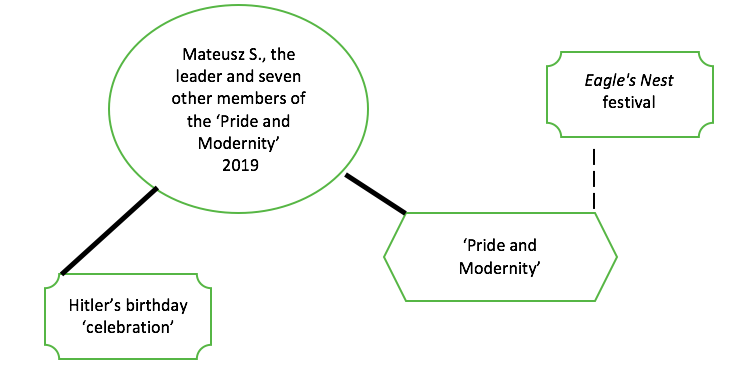 Mateusz S., the
leader and seven
other members of
the ‘Pride and
Modernity’
2019
Eagle's Nest
festival
‘Pride and
Modernity’
Hitler’s birthday
‘celebration’